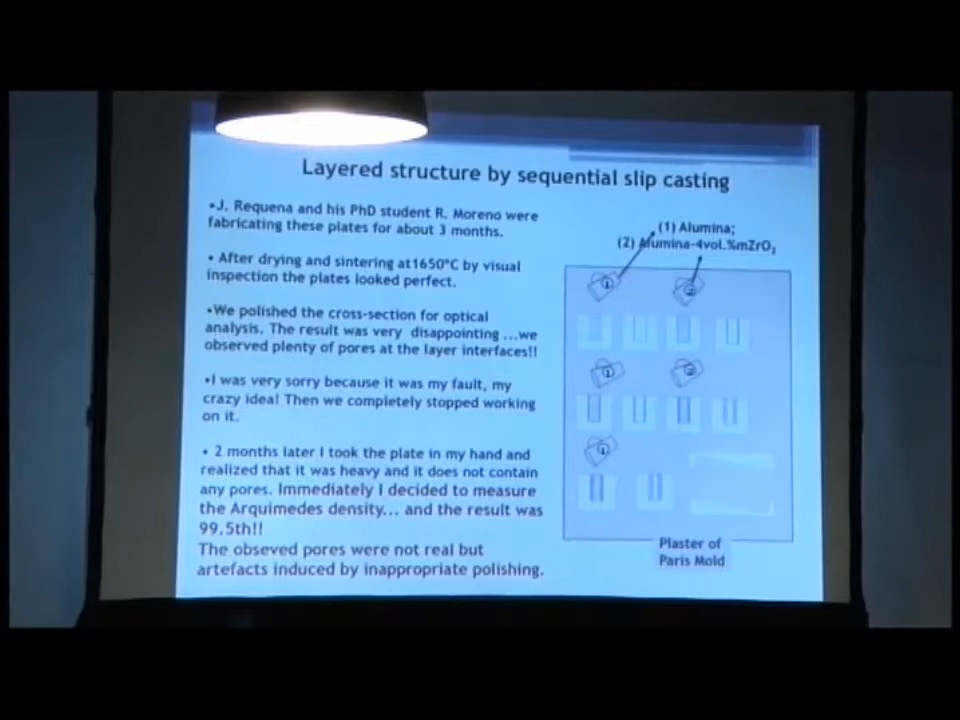 Layered structure by sequential slip casting
•J. Requena and his PhD student R. Moreno were
fabricating these plates for about 3 months.
• After drying and sintering at1650°C by visual
inspection the plates looked perfect.
•We polished the cross-section for optical
analysis. The result was very disappointing ...we
observed plenty of pores at the layer interfaces!!
•I was very sorry because it was my fault, my
crazy idea! Then we completely stopped working
on it.
• 2 months later I took the plate in my hand and
realized that it was heavy and it does not contain
any pores. Immediately I decided to measure
the Arquimedes density... and the result was
99.5th!!
The obseved pores were not real but
artefacts induced by inappropriate polishing.
(1) Alumina;
(2) Alumina-4vol.%mZrO₂
1
2
1
2
1
Plaster of
Paris Mold